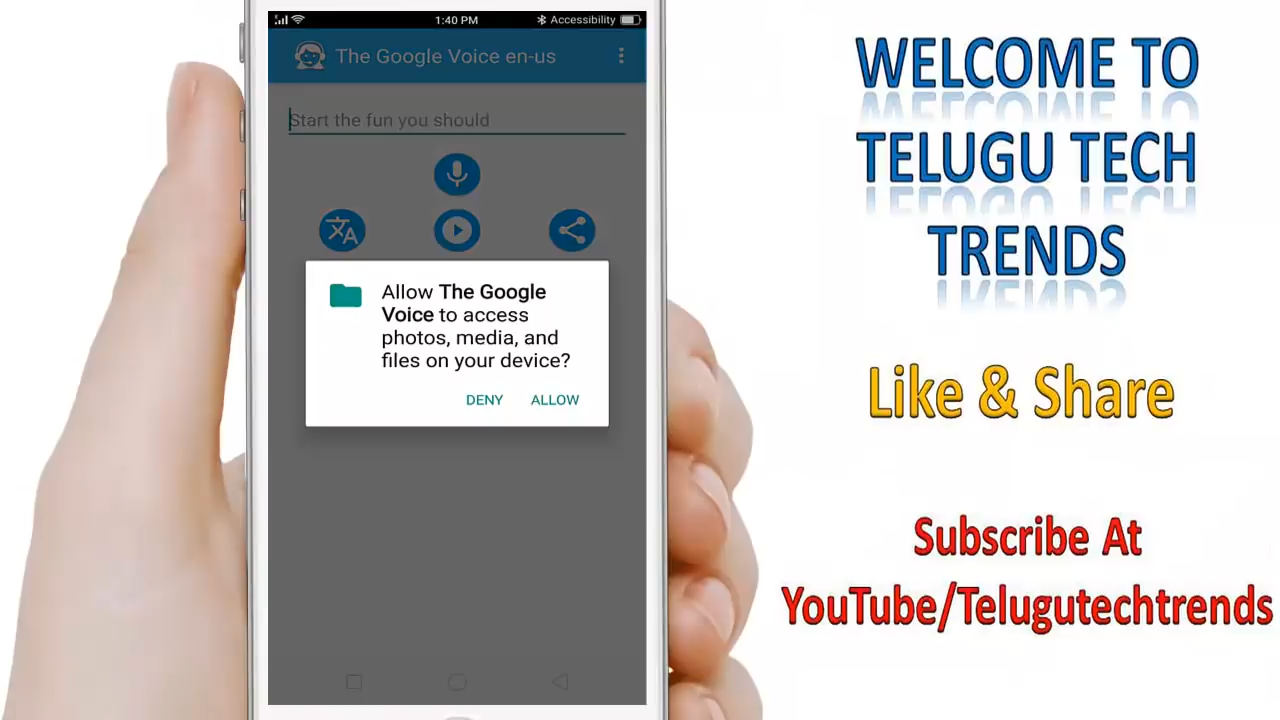 1:40 PM
Accessibility
The Google Voice en-us
Start the fun you should
Allow The Google
Voice to access
photos, media, and
files on your device?
DENY ALLOW
WELCOME TO
TELUGU TECH
TRENDS
Like & Share
Subscribe At
YouTube/Telugutechtrends